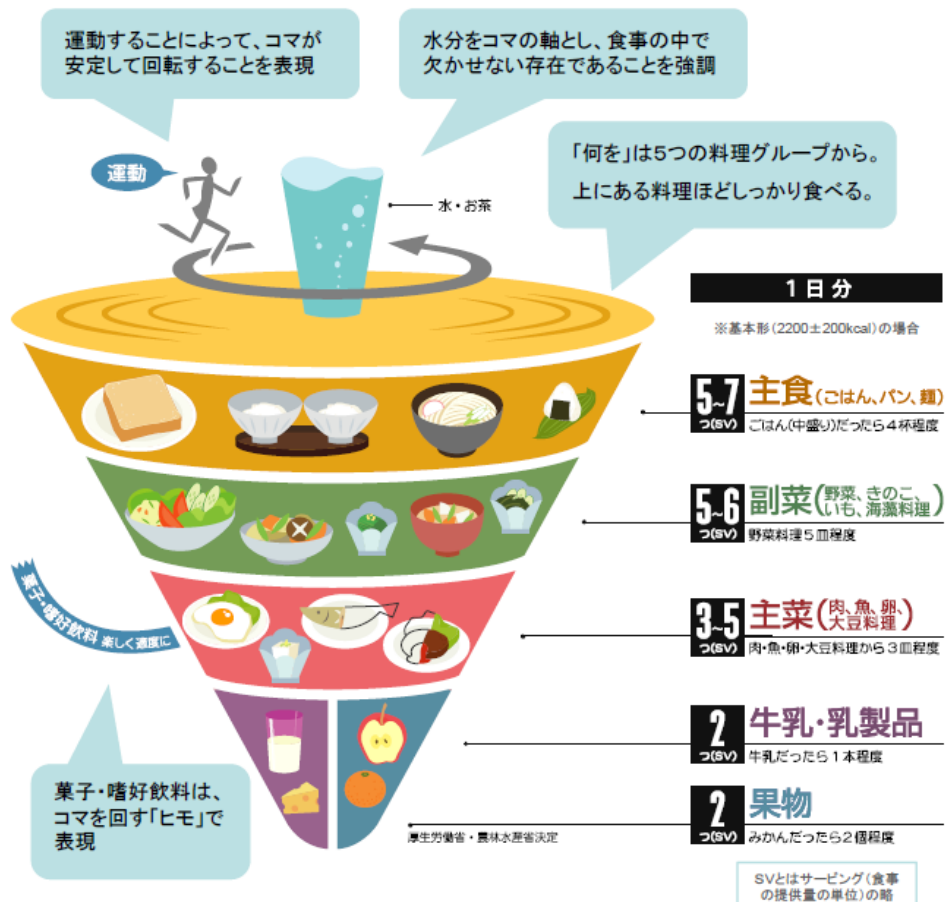 運動することによって、コマが
安定して回転することを表現
水分をコマの軸とし、食事の中で
欠かせない存在であることを強調
「何を」は5つの料理グループから。
上にある料理ほどしっかり食べる。
運動
水・お茶
1日分
※基本形(2200±200kcal)の場合
5~7
つ(SV)
主食(ごはん、パン、麺)
ごはん(中盛り)だったら4杯程度
5~6
つ(SV)
副菜(野菜、きのこ、
いも、海藻料理)
野菜料理5皿程度
菓子・嗜好飲料 楽しく適度に
3~5
つ(SV)
主菜(肉、魚、卵、
大豆料理)
肉・魚・卵・大豆料理から3皿程度
2
つ(SV)
牛乳・乳製品
牛乳だったら1本程度
菓子・嗜好飲料は、
コマを回す「ヒモ」で
表現
2
つ(SV)
果物
みかんだったら2個程度
厚生労働省・農林水産省決定
SVとはサービング(食事
の提供量の単位)の略